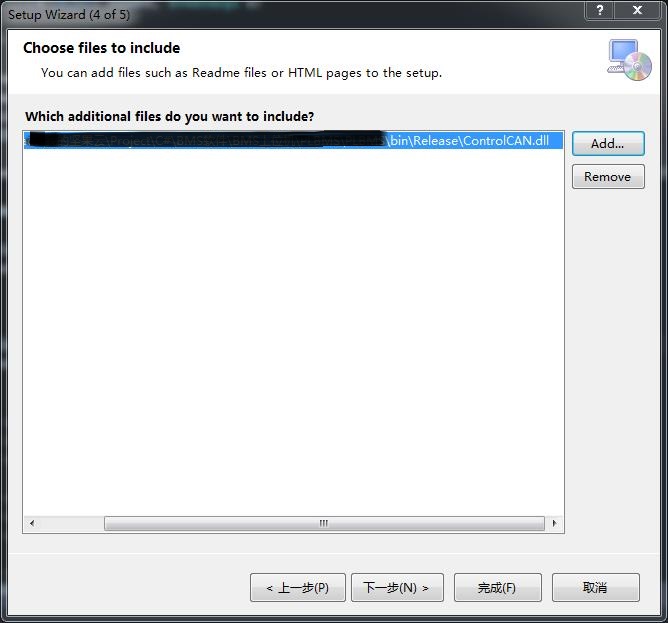 Setup Wizard (4 of 5)
Choose files to include
You can add files such as Readme files or HTML pages to the setup.
Which additional files do you want to include?
\bin\Release\ControlCAN.dll
Add...
Remove
< 上一步(P)
下一步(N) >
完成(F)
取消